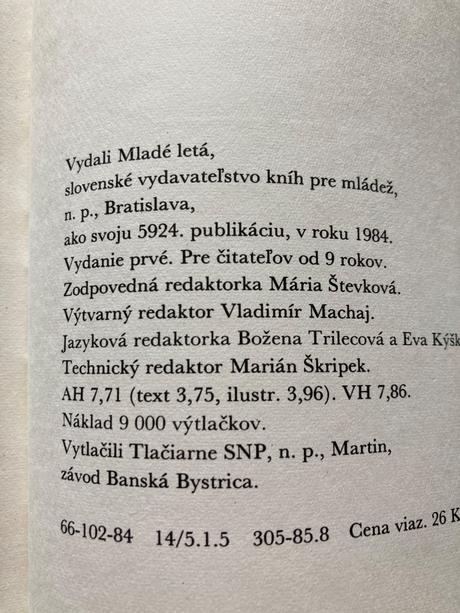 Vydali Mladé letá,
slovenské vydavateľstvo kníh pre mládež,
n. p., Bratislava,
ako svoju 5924. publikáciu, v roku 1984.
Vydanie prvé. Pre čitateľov od 9 rokov.
Zodpovedná redaktorka Mária Števková.
Výtvarný redaktor Vladimír Machaj.
Jazyková redaktorka Božena Trilecová a Eva
Technický redaktor Marián Škripek.
AH 7,71 (text 3,75, ilustr. 3,96). VH 7,86.
Náklad 9 000 výtlačkov.
Vytlačili Tlačiarne SNP, n. p., Martin,
závod Banská Bystrica.
66-102-84 14/5.1.5 305-85.8 Cena viaz. 26 K